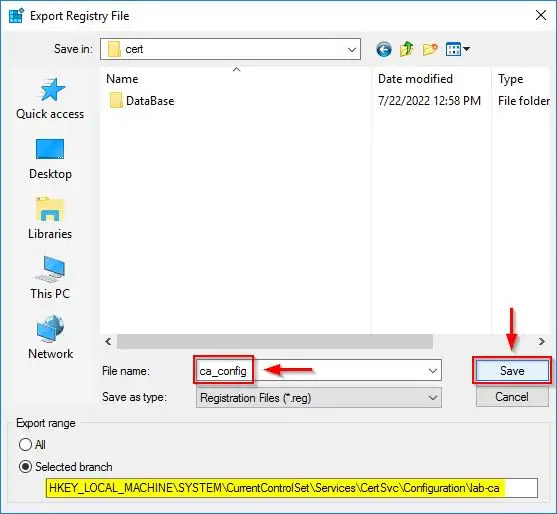 Export Registry File
Save in: cert
Name Date modified Type
DataBase 7/22/2022 12:58 PM File folder
Quick access
Desktop
Libraries
This PC
Network
File name: ca_config Save
Save as type: Registration Files (*.reg) Cancel
Export range
All
Selected branch
HKEY_LOCAL_MACHINE\SYSTEM\CurrentControlSet\Services\CertSvc\Configuration\lab-ca